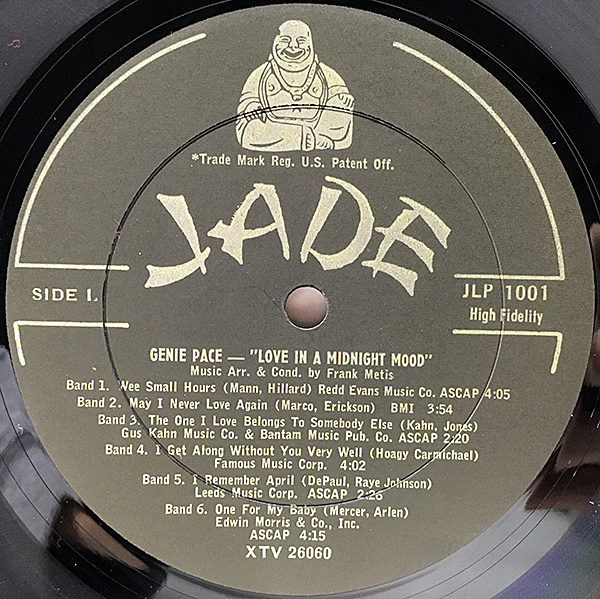 *Trade Mark Reg. U.S. Patent Off.
JADE
SIDE 1.
JLP 1001
High Fidelity
GENIE PACE — "LOVE IN A MIDNIGHT MOOD"
Music Arr. & Cond. by Frank Metis
Band 1. Wee Small Hours (Mann, Hillard) Redd Evans Music Co. ASCAP 4:05
Band 2. May I Never Love Again (Marco, Erickson) BMI 3:54
Band 3. The One I Love Belongs To Somebody Else (Kahn, Jones)
Gus Kahn Music Co. & Bantam Music Pub. Co. ASCAP 2:20
Band 4. I Get Along Without You Very Well (Hoagy Carmichael)
Famous Music Corp. 4:02
Band 5. I Remember April (DePaul, Raye Johnson)
Leeds Music Corp. ASCAP 2:26
Band 6. One For My Baby (Mercer, Arlen)
Edwin Morris & Co., Inc.
ASCAP 4:15
XTV 26060